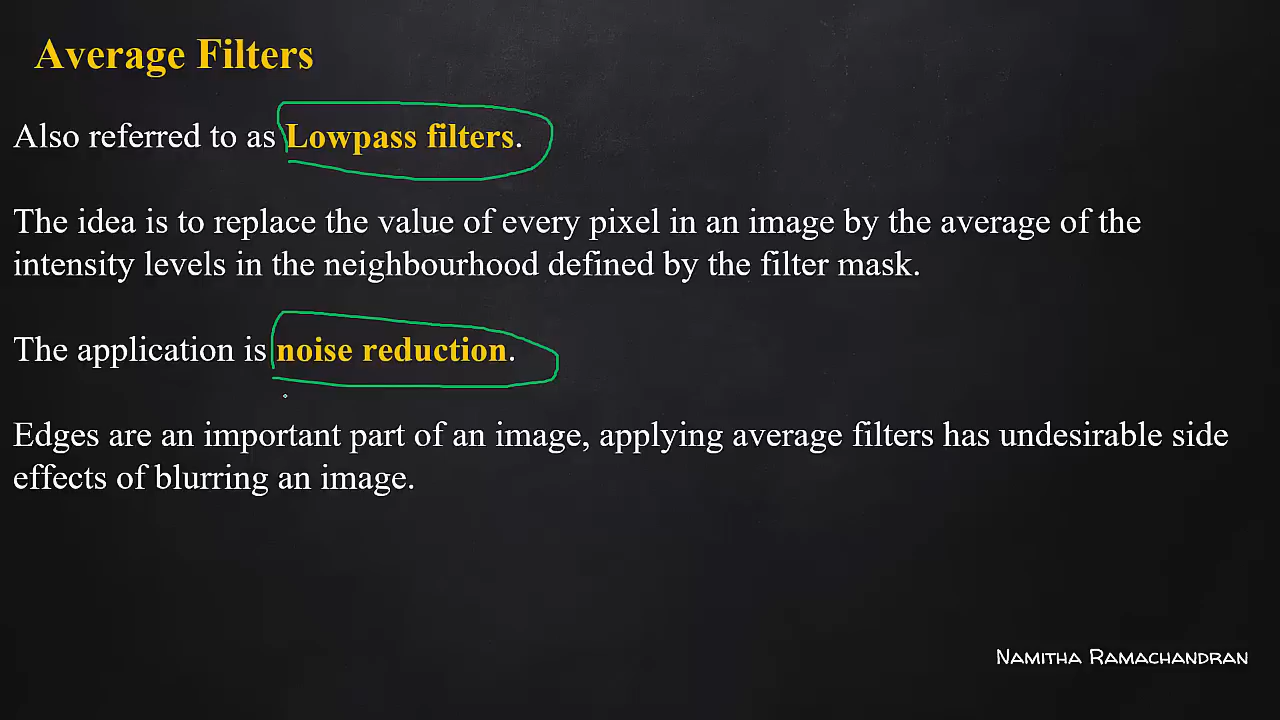 Average Filters
Also referred to as Lowpass filters.
The idea is to replace the value of every pixel in an image by the average of the
intensity levels in the neighbourhood defined by the filter mask.
The application is noise reduction.
Edges are an important part of an image, applying average filters has undesirable side
effects of blurring an image.
Namitha Ramachandran